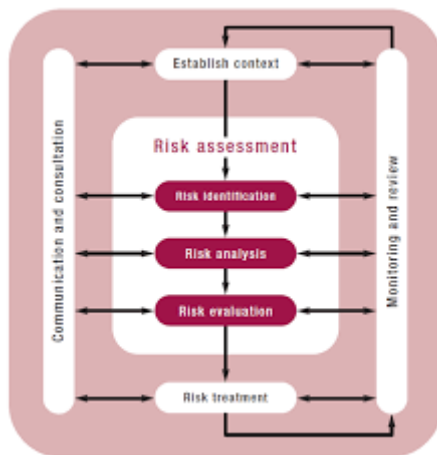 Establish context
Communication and consultation
Risk assessment
Risk identification
Risk analysis
Risk evaluation
Monitoring and review
Risk treatment